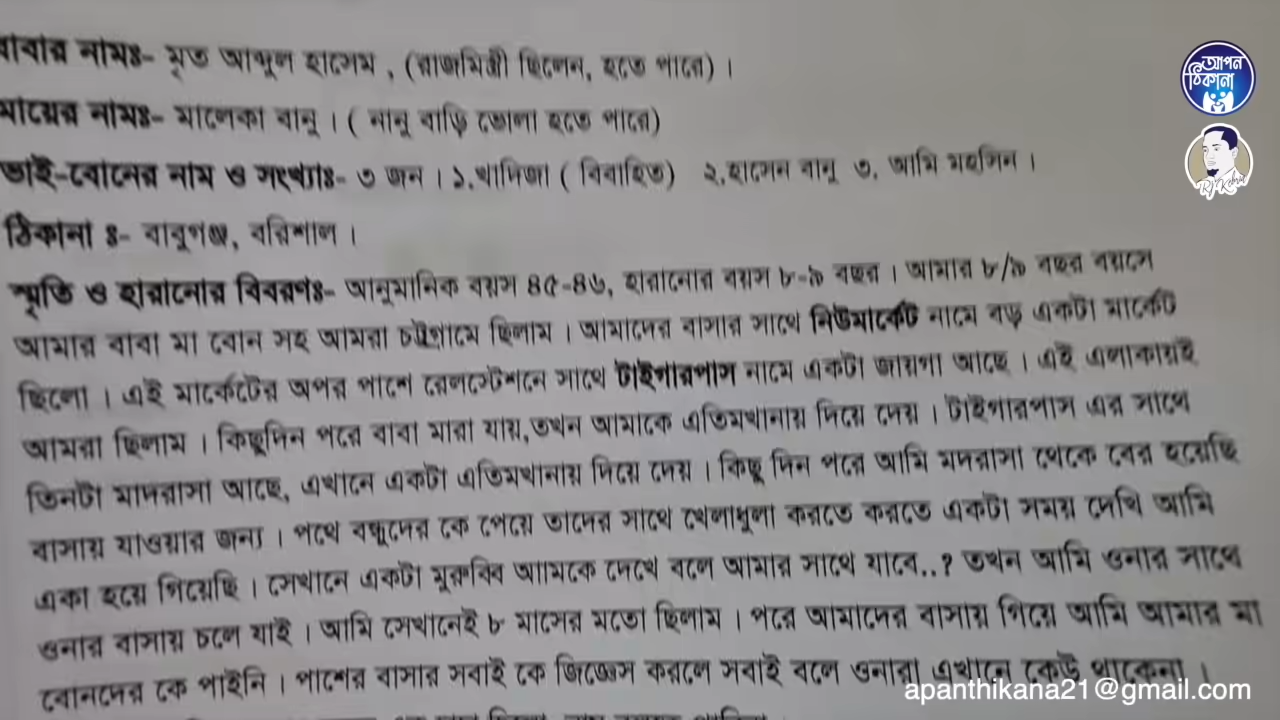 বাবার নামঃ- মৃত আব্দুল হাসেম , (রাজমিস্ত্রী ছিলেন, হতে পারে) ।
মায়ের নামঃ- মালেকা বানু । ( নানু বাড়ি ভোলা হতে পারে)
ভাই-বোনের নাম ও সংখ্যাঃ- ৩ জন । ১.খাদিজা ( বিবাহিত) ২.হাসেন বানু ৩. আমি মহসিন ।
ঠিকানা ঃ- বাবুগঞ্জ, বরিশাল ।
স্মৃতি ও হারানোর বিবরণঃ- আনুমানিক বয়স ৪৫-৪৬, হারানোর বয়স ৮-৯ বছর । আমার ৮/৯ বছর বয়সে
আমার বাবা মা বোন সহ আমরা চট্টগ্রামে ছিলাম । আমাদের বাসার সাথে নিউমার্কেট নামে বড় একটা মার্কেট
ছিলো । এই মার্কেটের অপর পাশে রেলস্টেশনে সাথে টাইগারপাস নামে একটা জায়গা আছে । এই এলাকায়ই
আমরা ছিলাম । কিছুদিন পরে বাবা মারা যায়,তখন আমাকে এতিমখানায় দিয়ে দেয় । টাইগারপাস এর সাথে
তিনটা মাদরাসা আছে, এখানে একটা এতিমখানায় দিয়ে দেয় । কিছু দিন পরে আমি মদরাসা থেকে বের হয়েছি
বাসায় যাওয়ার জন্য । পথে বন্ধুদের কে পেয়ে তাদের সাথে খেলাধুলা করতে করতে একটা সময় দেখি আমি
একা হয়ে গিয়েছি । সেখানে একটা মুরুব্বি আামকে দেখে বলে আমার সাথে যাবে..? তখন আমি ওনার সাথে
ওনার বাসায় চলে যাই । আমি সেখানেই ৮ মাসের মতো ছিলাম । পরে আমাদের বাসায় গিয়ে আমি আমার মা
বোনদের কে পাইনি । পাশের বাসার সবাই কে জিজ্ঞেস করলে সবাই বলে ওনারা এখানে কেউ থাকেনা ।
আপন
ঠিকানা
RJ Kebria
apanthikana21@gmail.com